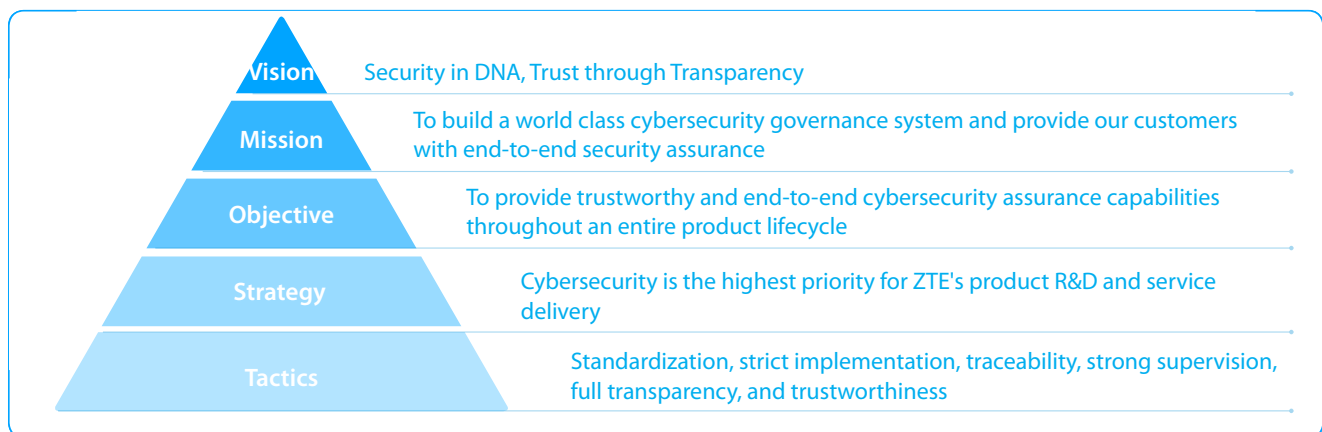 Vision
Security in DNA, Trust through Transparency
Mission
To build a world class cybersecurity governance system and provide our customers
with end-to-end security assurance
Objective
To provide trustworthy and end-to-end cybersecurity assurance capabilities
throughout an entire product lifecycle
Strategy
Cybersecurity is the highest priority for ZTE's product R&D and service
delivery
Tactics
Standardization, strict implementation, traceability, strong supervision,
full transparency, and trustworthiness